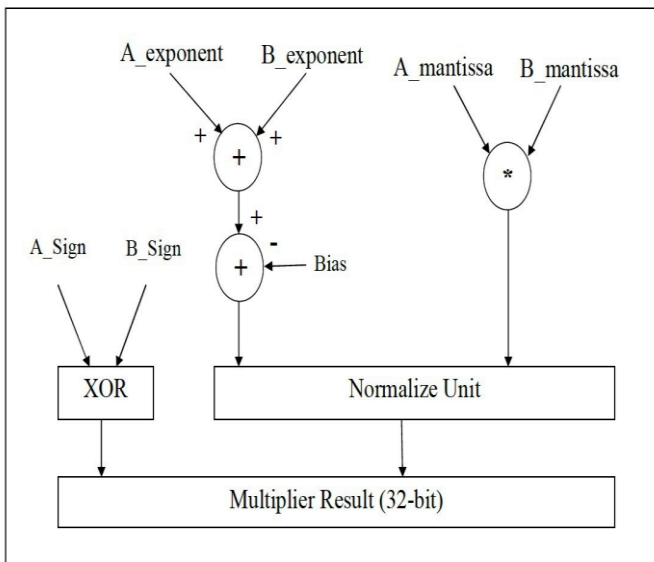 A_exponent
B_exponent
A_mantissa
B_mantissa
+
+
+
*
+
-
A_Sign
B_Sign
+
Bias
XOR
Normalize Unit
Multiplier Result (32-bit)